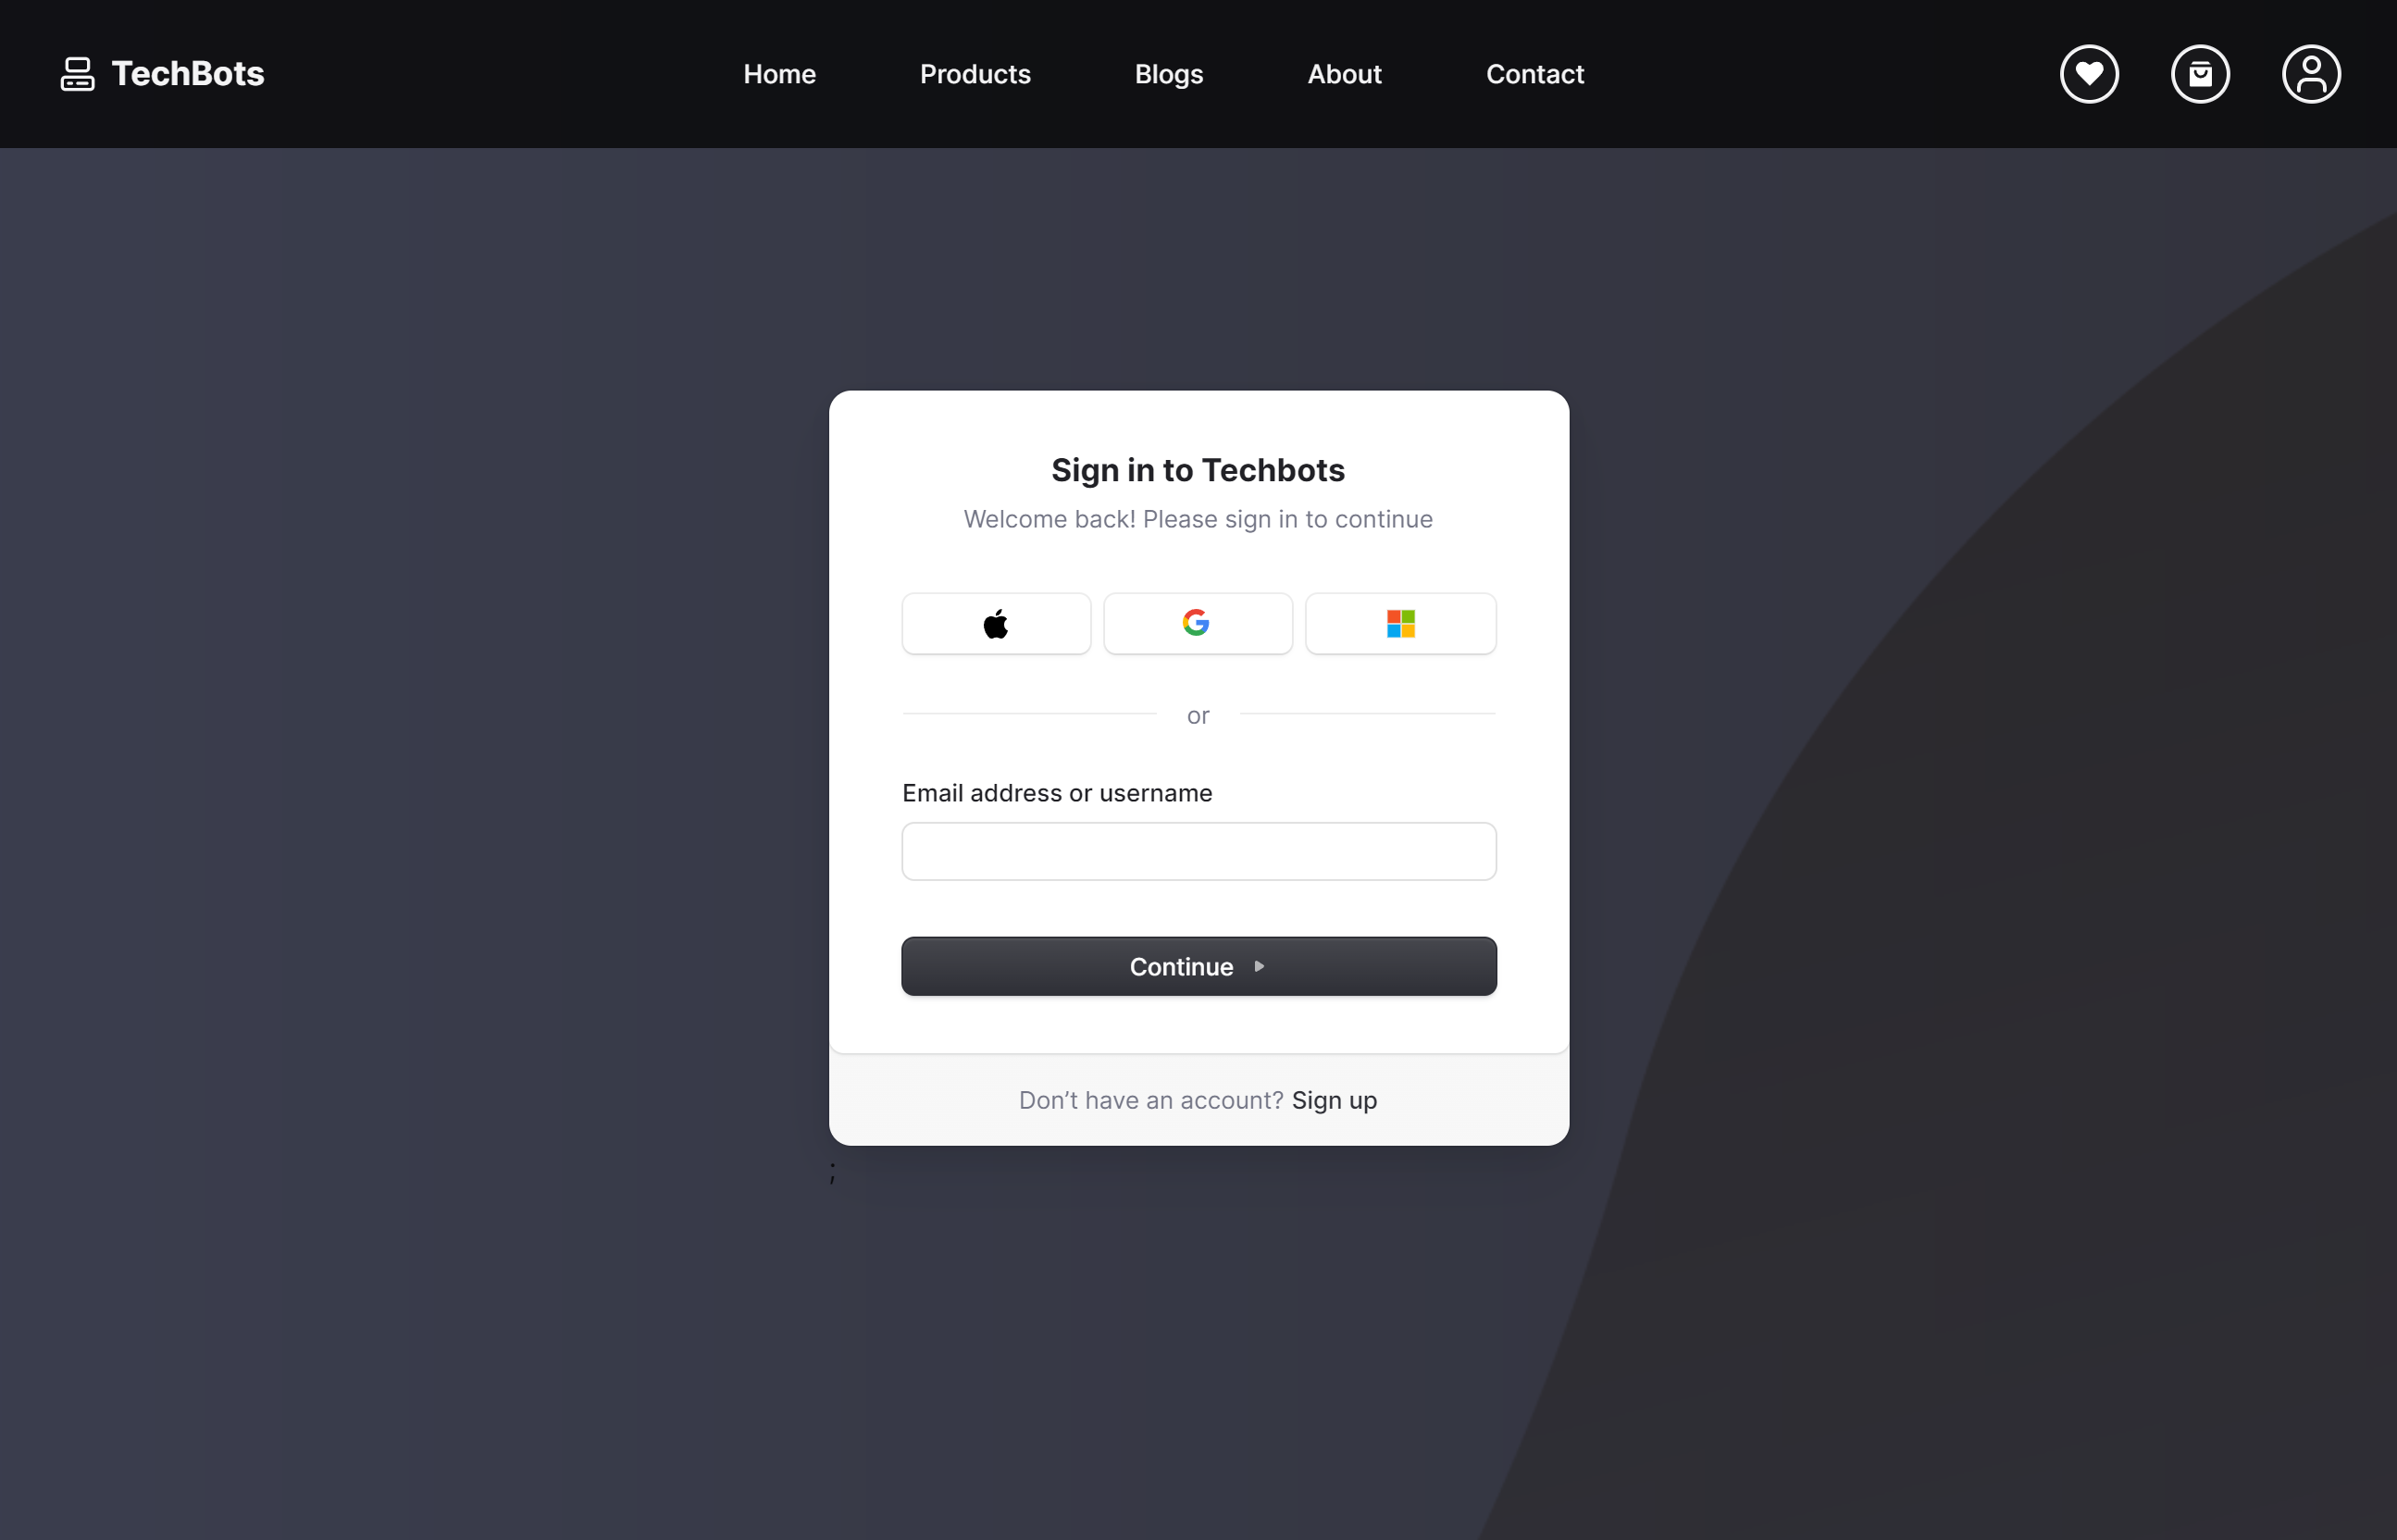 TechBots
Home Products Blogs About Contact
Sign in to Techbots
Welcome back! Please sign in to continue
or
Email address or username
Continue
Don’t have an account? Sign up
;